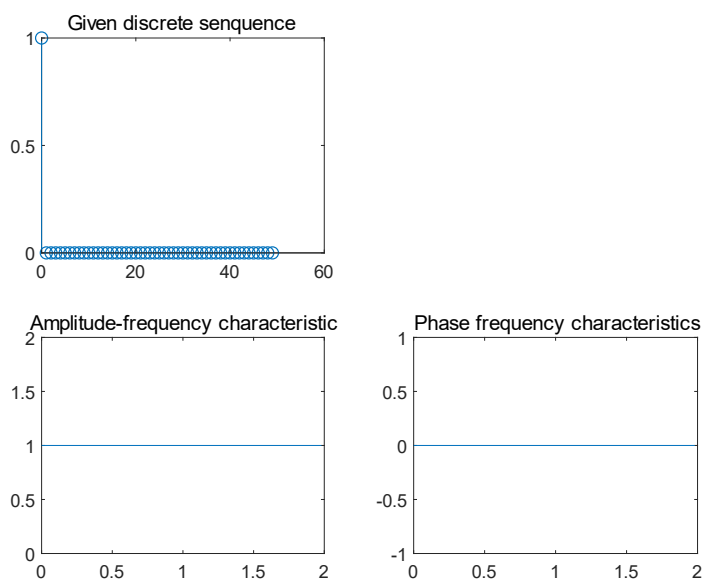 Given discrete senquence
1
0.5
0
0 20 40 60
Amplitude-frequency characteristic
2
1.5
1
0.5
0
0 0.5 1 1.5 2
Phase frequency characteristics
1
0.5
0
-0.5
-1
0 0.5 1 1.5 2